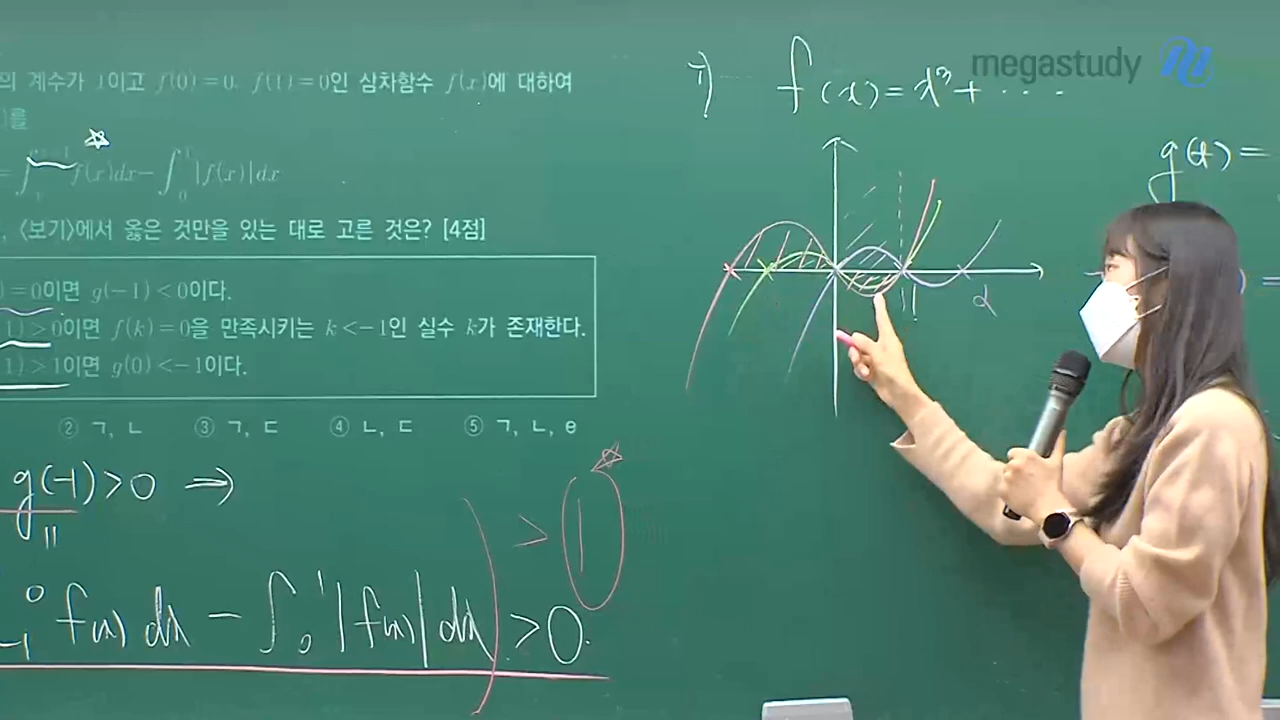 의 계수가 1이고 f(0)=0, f(1)=0인 삼차함수 f(x)에 대하여
)를
f(x)dx-∫₀¹|f(x)|dx
, <보기>에서 옳은 것만을 있는 대로 고른 것은? [4점]
)=0이면 g(-1)<0이다.
1)>0이면 f(k)=0을 만족시키는 k<-1인 실수 k가 존재한다.
1)>1이면 g(0)<-1이다.
② ㄱ, ㄴ ③ ㄱ, ㄷ ④ ㄴ, ㄷ ⑤ ㄱ, ㄴ, ㄷ
g(-1)>0 →
||
0
-1 f(x)dx - ∫₀¹|f(x)|dx >0.
> 1
megastudy
i) f(x)=x³+ ····
1
α
g(x)=
=